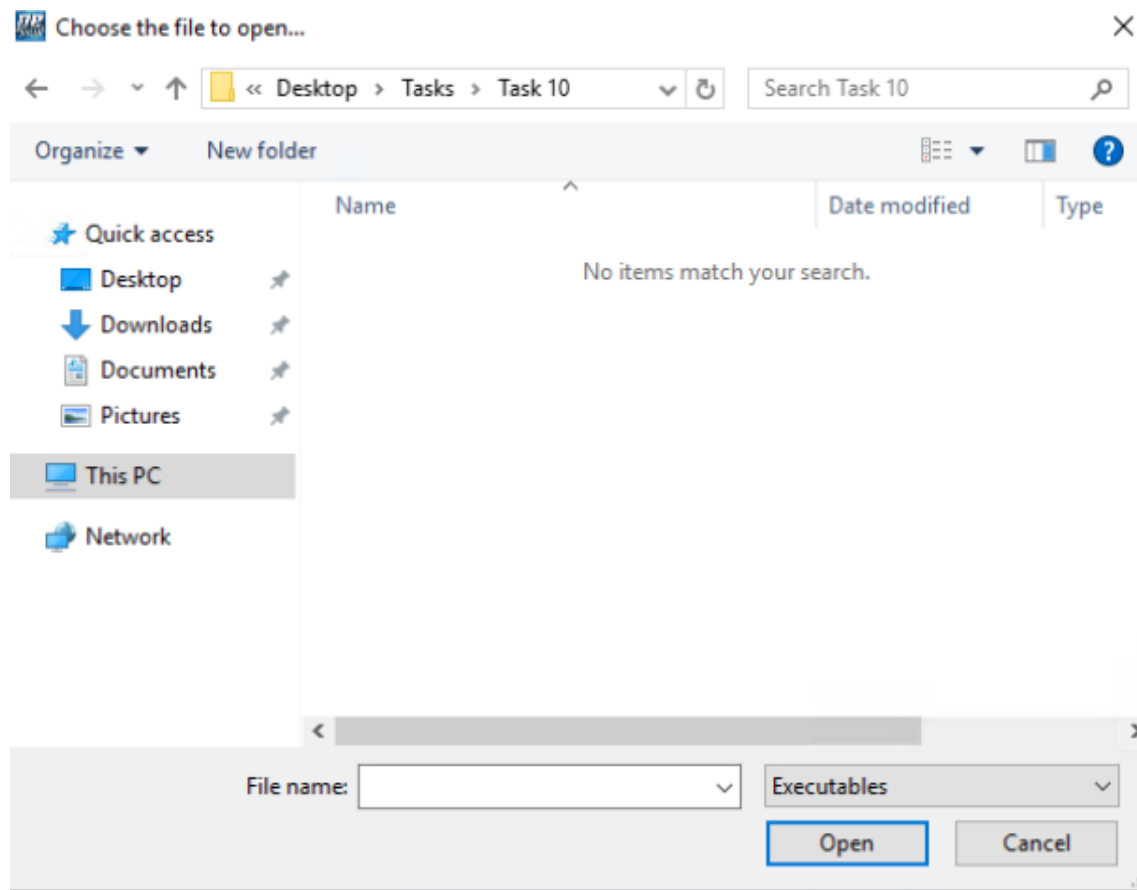 Choose the file to open...
« Desktop > Tasks > Task 10
Search Task 10
Organize
New folder
?
Name
Date modified
Type
Quick access
No items match your search.
Desktop
Downloads
Documents
Pictures
This PC
Network
File name:
Executables
Open
Cancel